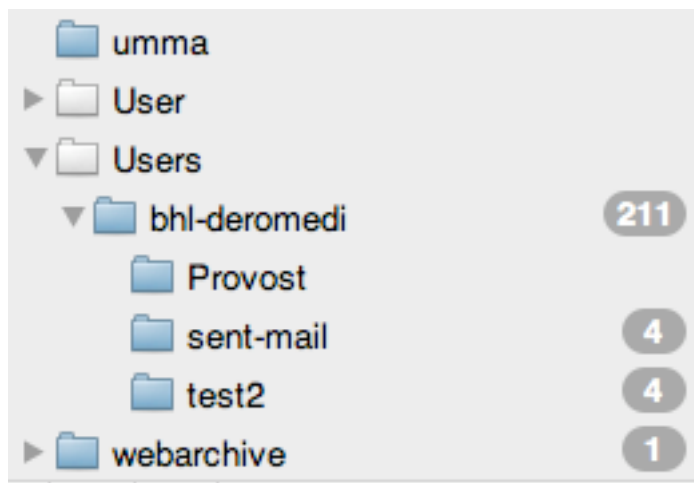 umma
User
Users
bhl-deromedi 211
Provost
sent-mail 4
test2 4
webarchive 1